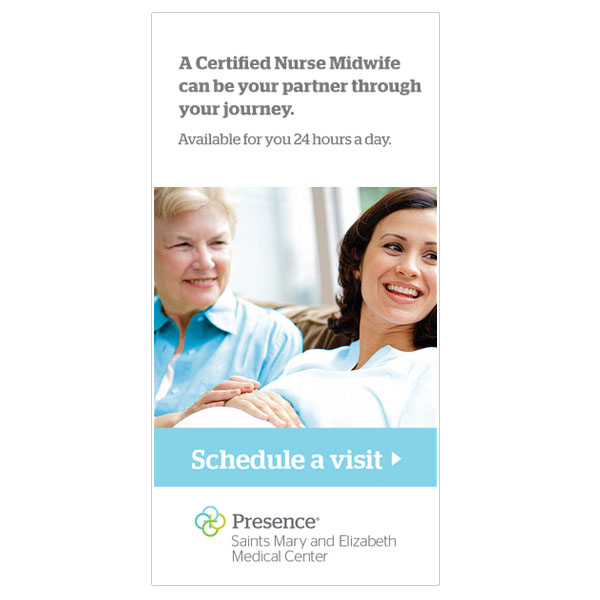 A Certified Nurse Midwife
can be your partner through
your journey.
Available for you 24 hours a day.
Schedule a visit
Presence®
Saints Mary and Elizabeth
Medical Center